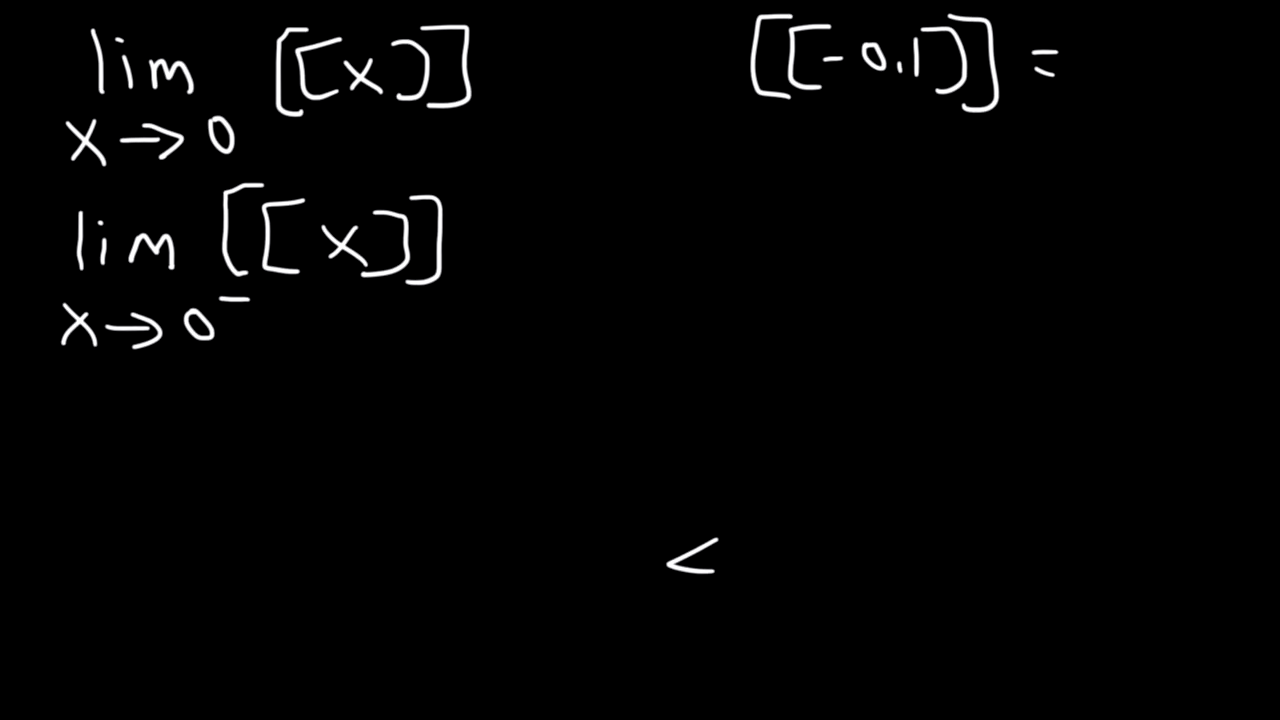 lim [[x]]
x→0
[[-0.1]] =
lim [[x]]
x→0⁻
<